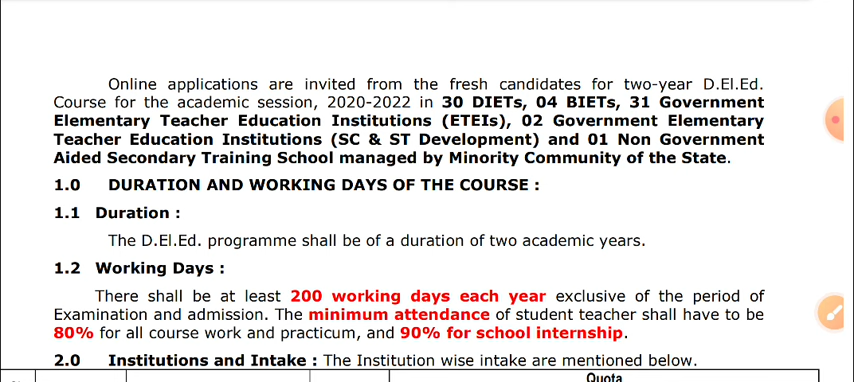 Online applications are invited from the fresh candidates for two-year D.El.Ed.
Course for the academic session, 2020-2022 in 30 DIETs, 04 BIETs, 31 Government
Elementary Teacher Education Institutions (ETEIs), 02 Government Elementary
Teacher Education Institutions (SC & ST Development) and 01 Non Government
Aided Secondary Training School managed by Minority Community of the State.
1.0 DURATION AND WORKING DAYS OF THE COURSE :
1.1 Duration :
The D.El.Ed. programme shall be of a duration of two academic years.
1.2 Working Days :
There shall be at least 200 working days each year exclusive of the period of
Examination and admission. The minimum attendance of student teacher shall have to be
80% for all course work and practicum, and 90% for school internship.
2.0 Institutions and Intake : The Institution wise intake are mentioned below.
Quota